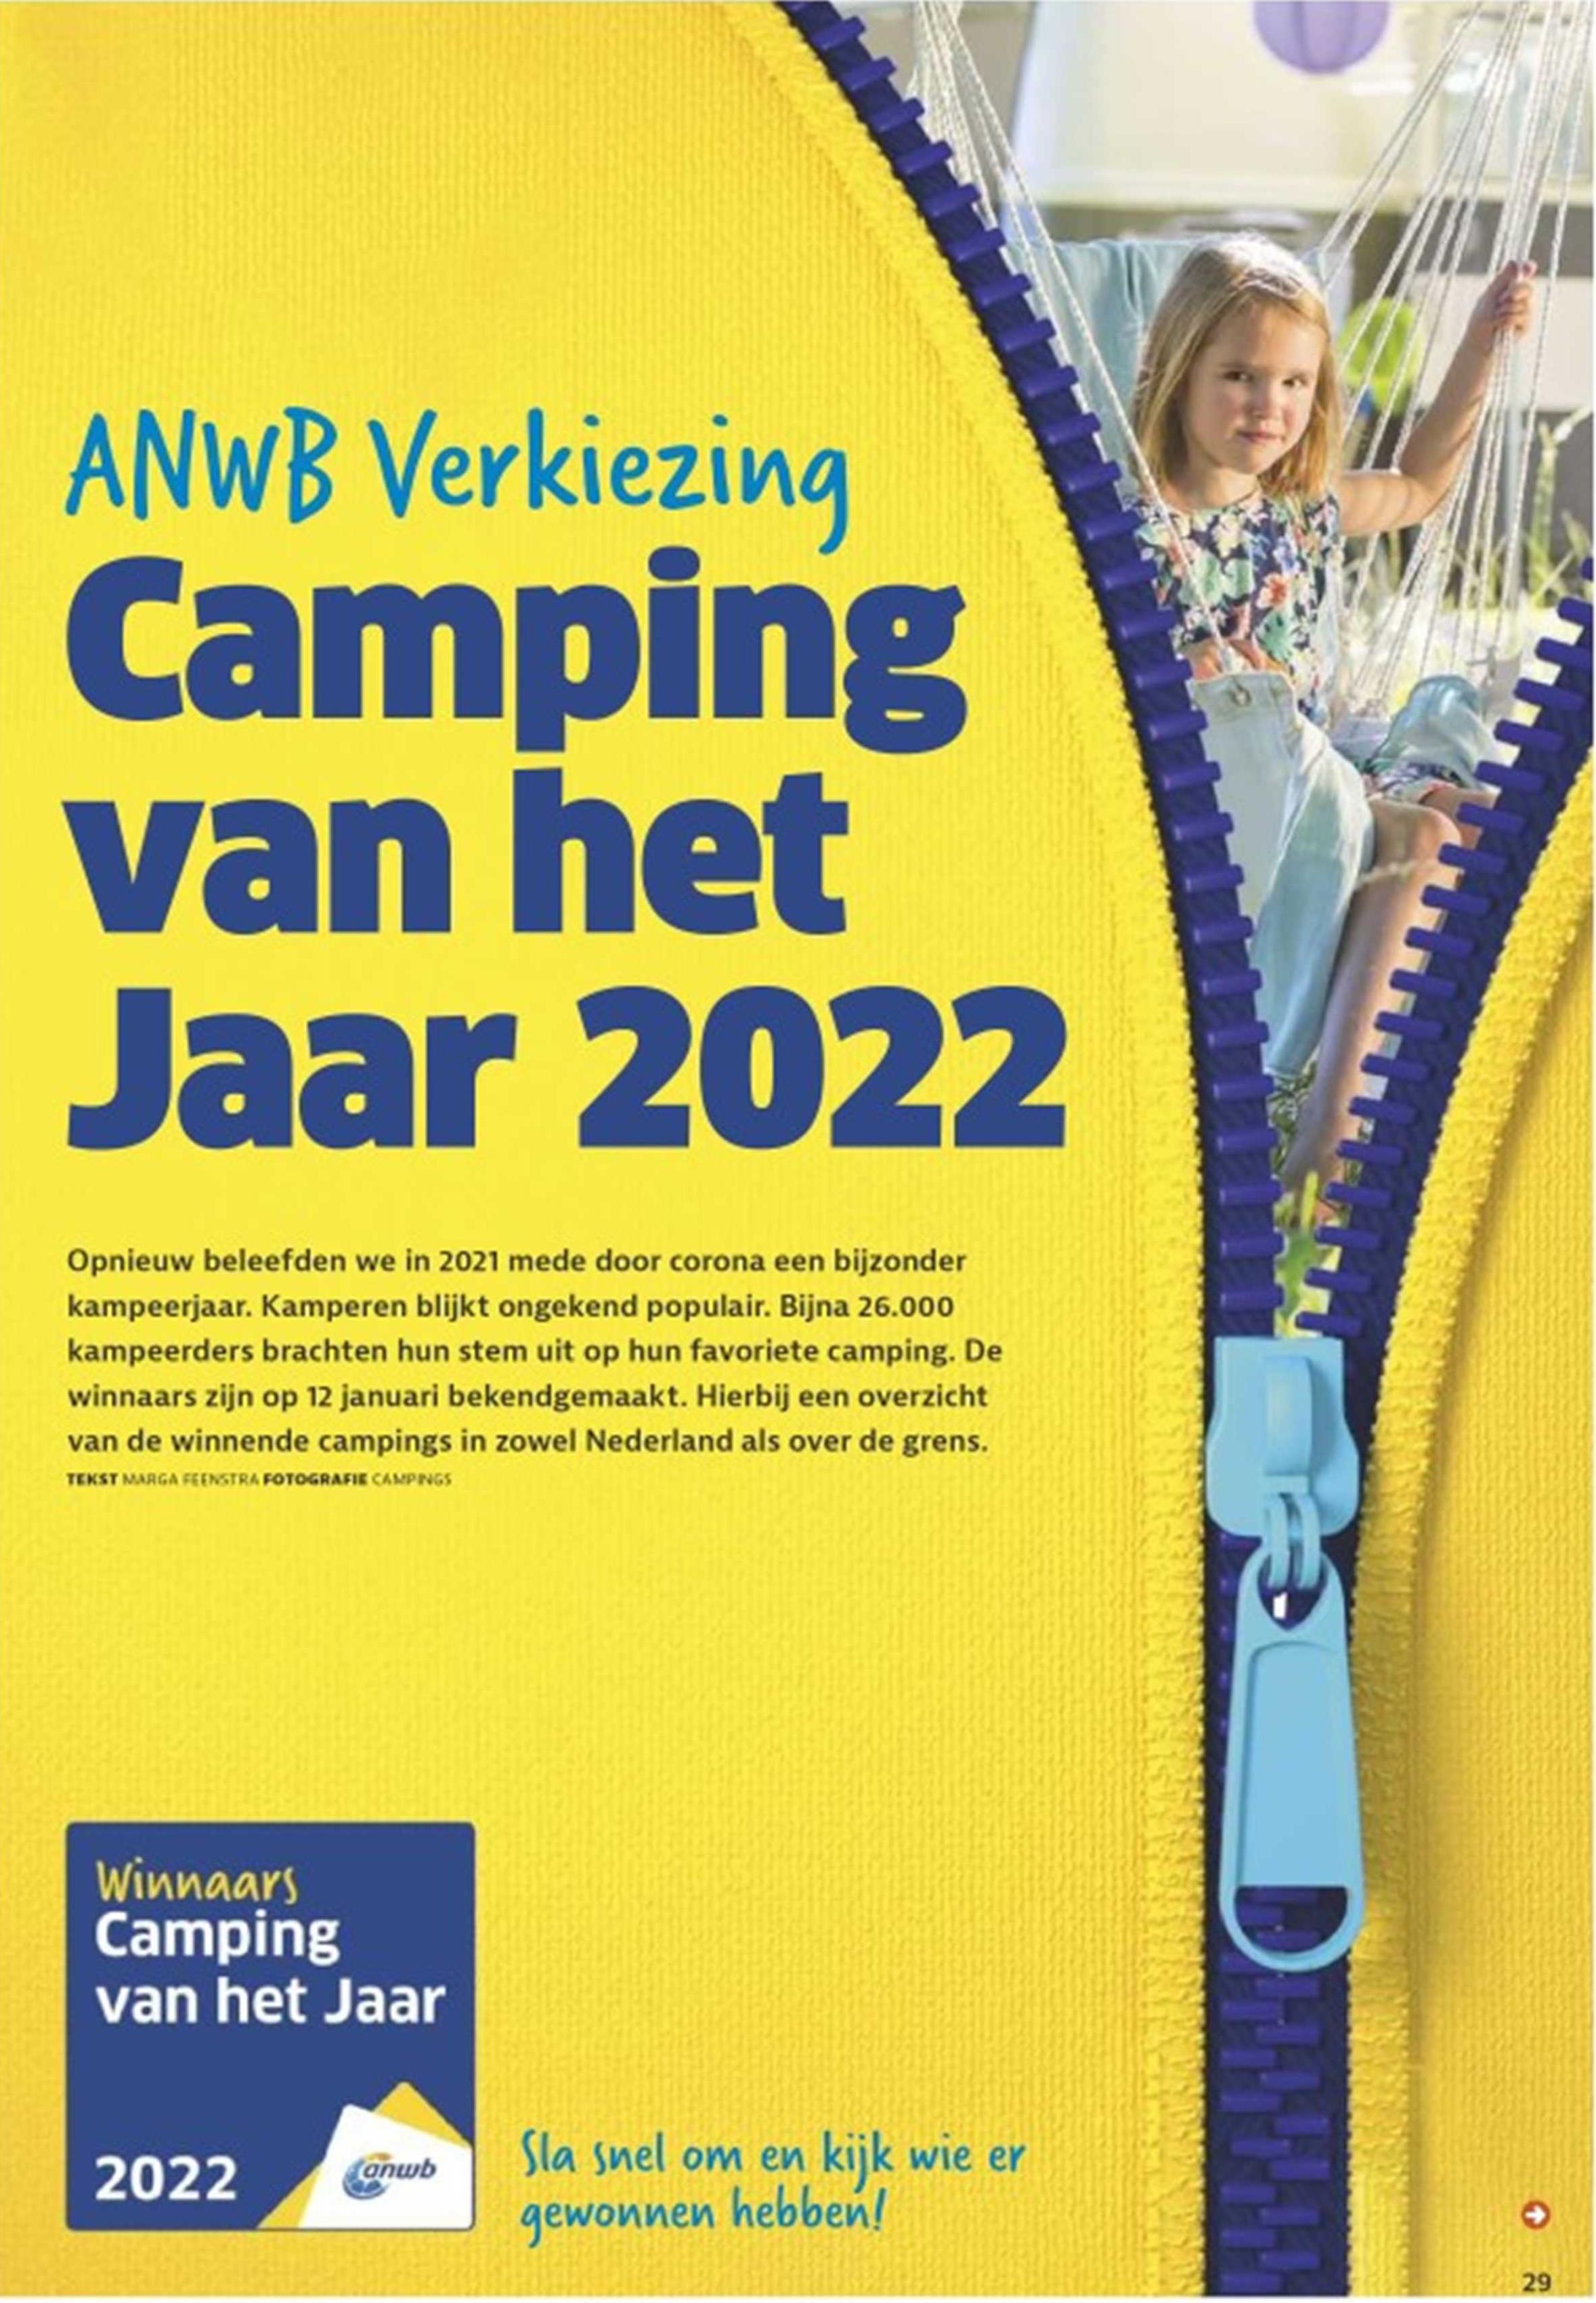 ANWB Verkiezing
Camping
van het
Jaar 2022
Opnieuw beleefden we in 2021 mede door corona een bijzonder
kampeerjaar. Kamperen blijkt ongekend populair. Bijna 26.000
kampeerders brachten hun stem uit op hun favoriete camping. De
winnaars zijn op 12 januari bekendgemaakt. Hierbij een overzicht
van de winnende campings in zowel Nederland als over de grens.
TEKST MARGA FEENSTRA FOTOGRAFIE CAMPINGS
Winnaars
Camping
van het Jaar
2022
anwb
Sla snel om en kijk wie er
gewonnen hebben!
29